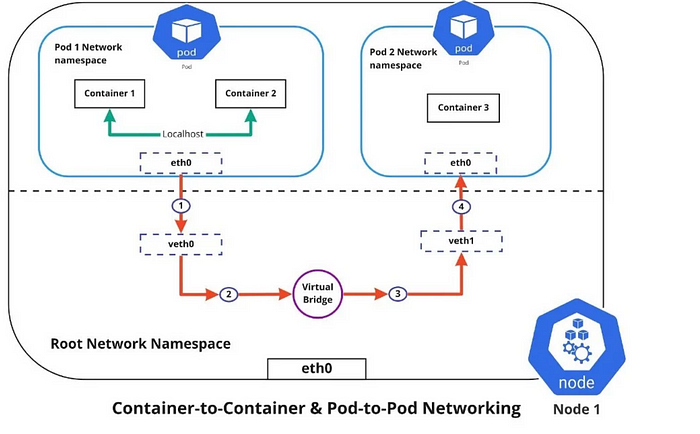 pod
Pod
Pod 1 Network
namespace
Container 1
Container 2
Localhost
eth0
pod
Pod
Pod 2 Network
namespace
Container 3
eth0
1
4
veth0
veth1
2
Virtual
Bridge
3
Root Network Namespace
eth0
node
Container-to-Container & Pod-to-Pod Networking
Node 1